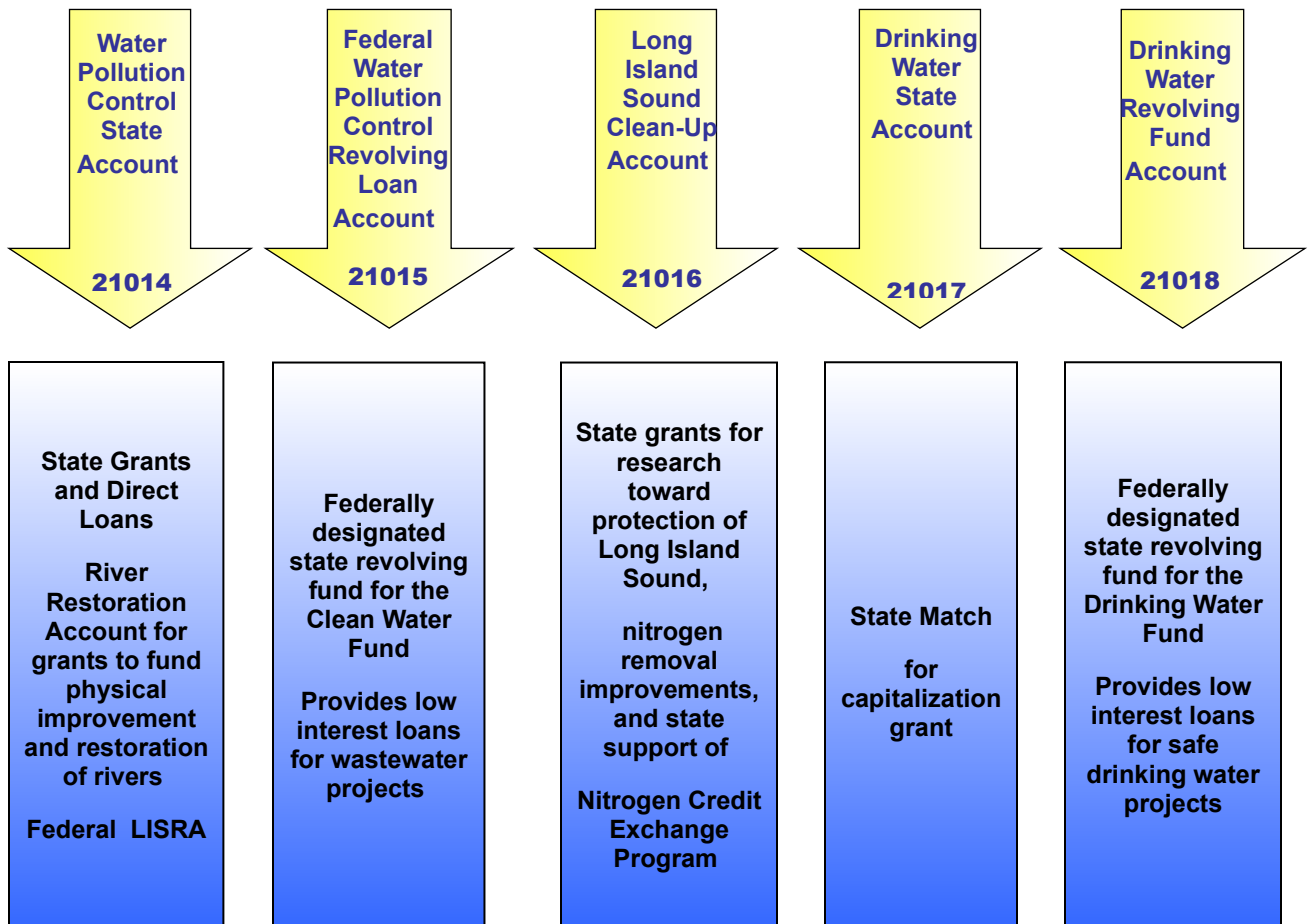 Water
Pollution
Control
State
Account
21014
Federal
Water
Pollution
Control
Revolving
Loan
Account
21015
Long
Island
Sound
Clean-Up
Account
21016
Drinking
Water
State
Account
21017
Drinking
Water
Revolving
Fund
Account
21018
State Grants
and Direct
Loans
River
Restoration
Account for
grants to fund
physical
improvement
and restoration
of rivers
Federal LISRA
Federally
designated
state revolving
fund for the
Clean Water
Fund
Provides low
interest loans
for wastewater
projects
State grants for
research
toward
protection of
Long Island
Sound,
nitrogen
removal
improvements,
and state
support of
Nitrogen Credit
Exchange
Program
State Match
for
capitalization
grant
Federally
designated
state revolving
fund for the
Drinking Water
Fund
Provides low
interest loans
for safe
drinking water
projects